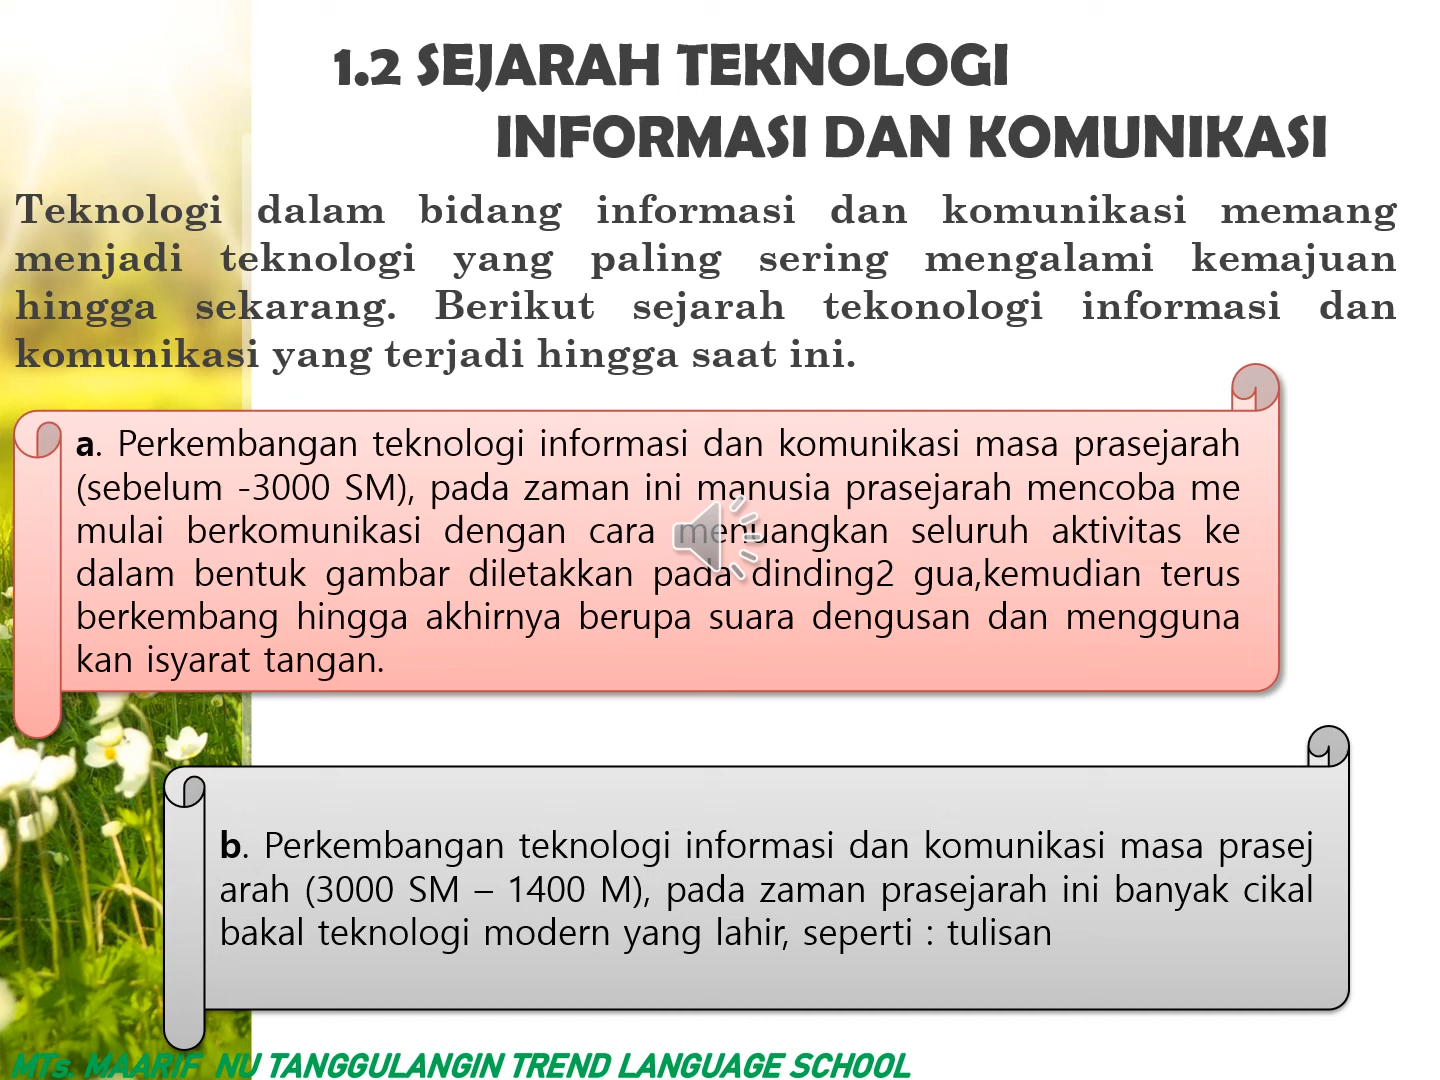 1.2 SEJARAH TEKNOLOGI
INFORMASI DAN KOMUNIKASI
Teknologi dalam bidang informasi dan komunikasi memang
menjadi teknologi yang paling sering mengalami kemajuan
hingga sekarang. Berikut sejarah tekonologi informasi dan
komunikasi yang terjadi hingga saat ini.
a. Perkembangan teknologi informasi dan komunikasi masa prasejarah
(sebelum -3000 SM), pada zaman ini manusia prasejarah mencoba me
mulai berkomunikasi dengan cara menuangkan seluruh aktivitas ke
dalam bentuk gambar diletakkan pada dinding2 gua,kemudian terus
berkembang hingga akhirnya berupa suara dengusan dan mengguna
kan isyarat tangan.
b. Perkembangan teknologi informasi dan komunikasi masa prasej
arah (3000 SM – 1400 M), pada zaman prasejarah ini banyak cikal
bakal teknologi modern yang lahir, seperti : tulisan
MTs. MAARIF NU TANGGULANGIN TREND LANGUAGE SCHOOL